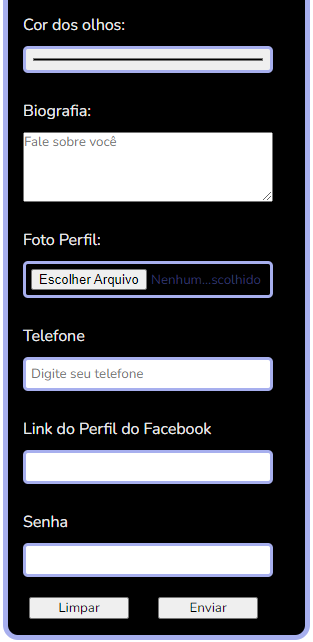 Cor dos olhos:
Biografia:
Fale sobre você
Foto Perfil:
Escolher Arquivo Nenhum...scolhido
Telefone
Digite seu telefone
Link do Perfil do Facebook
Senha
Limpar Enviar